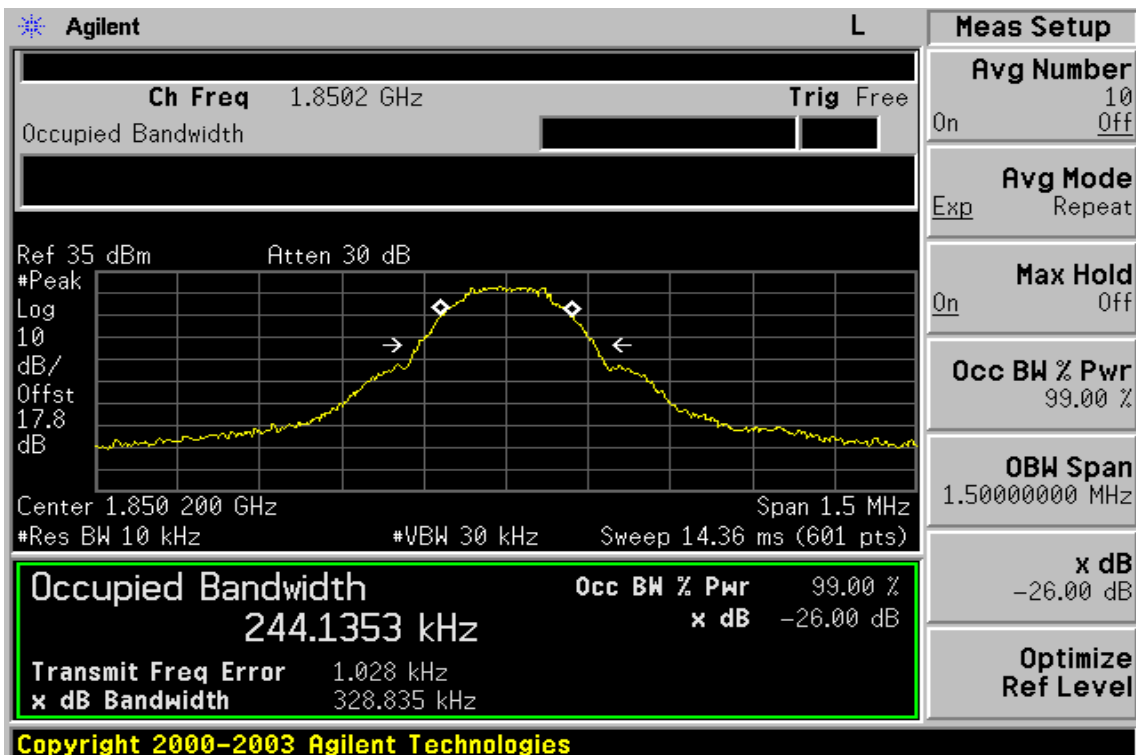 Agilent L
Ch Freq 1.8502 GHz Trig Free
Occupied Bandwidth
Ref 35 dBm Atten 30 dB
#Peak
Log
10
dB/
Offst
17.8
dB
Center 1.850 200 GHz Span 1.5 MHz
#Res BW 10 kHz #VBW 30 kHz Sweep 14.36 ms (601 pts)
Occupied Bandwidth Occ BW % Pwr 99.00 %
244.1353 kHz x dB -26.00 dB
Transmit Freq Error 1.028 kHz
x dB Bandwidth 328.835 kHz
Copyright 2000-2003 Agilent Technologies
Meas Setup
Avg Number
10
On Off
Avg Mode
Exp Repeat
Max Hold
On Off
Occ BW % Pwr
99.00 %
OBW Span
1.50000000 MHz
x dB
-26.00 dB
Optimize
Ref Level